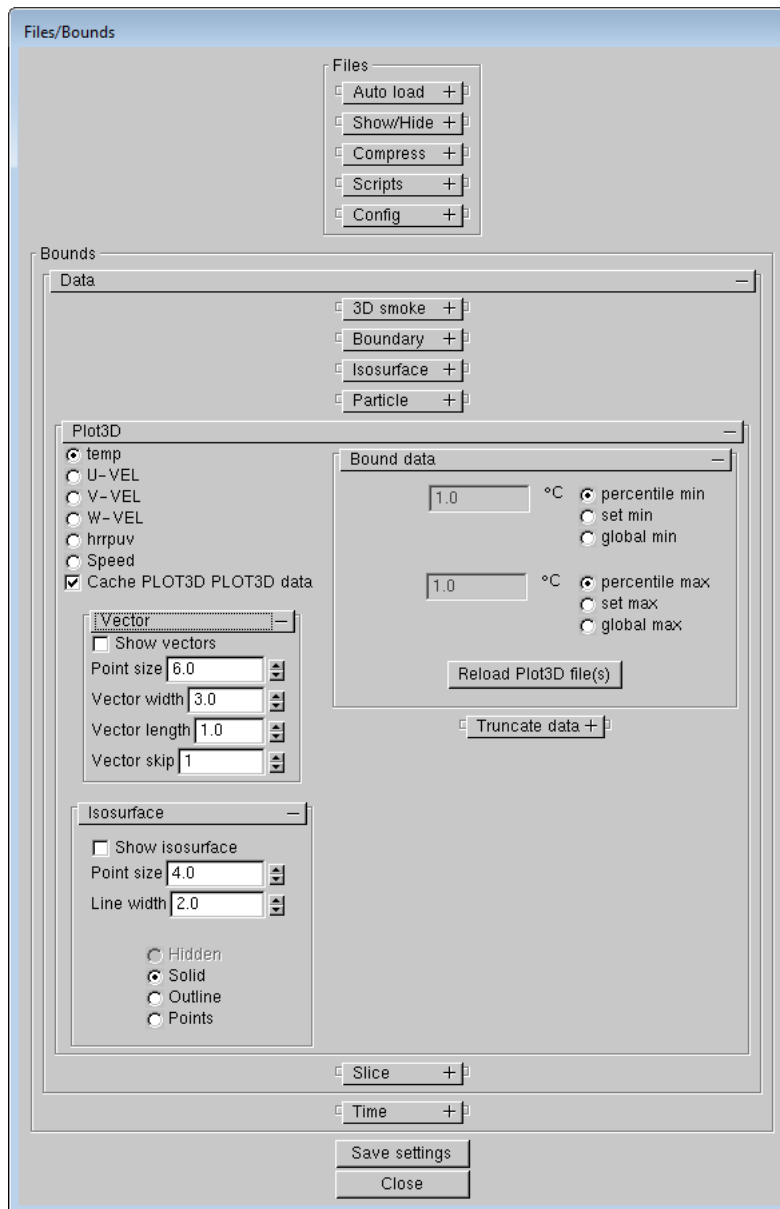 Files/Bounds
Files
Auto load +
Show/Hide +
Compress +
Scripts +
Config +
Bounds
Data −
3D smoke +
Boundary +
Isosurface +
Particle +
Plot3D −
temp
U-VEL
V-VEL
W-VEL
hrrpuv
Speed
Cache PLOT3D PLOT3D data
Vector −
Show vectors
Point size 6.0
Vector width 3.0
Vector length 1.0
Vector skip 1
Isosurface −
Show isosurface
Point size 4.0
Line width 2.0
Hidden
Solid
Outline
Points
Bound data −
1.0 °C percentile min
set min
global min
1.0 °C percentile max
set max
global max
Reload Plot3D file(s)
Truncate data +
Slice +
Time +
Save settings
Close